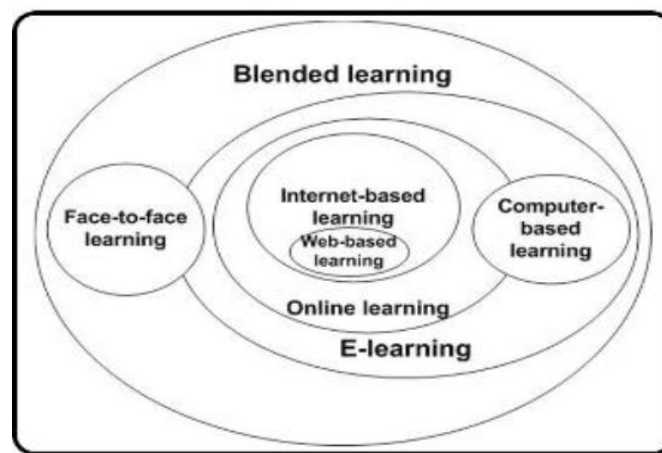 Blended learning
Face-to-face
learning
Internet-based
learning
Web-based
learning
Computer-
based
learning
Online learning
E-learning